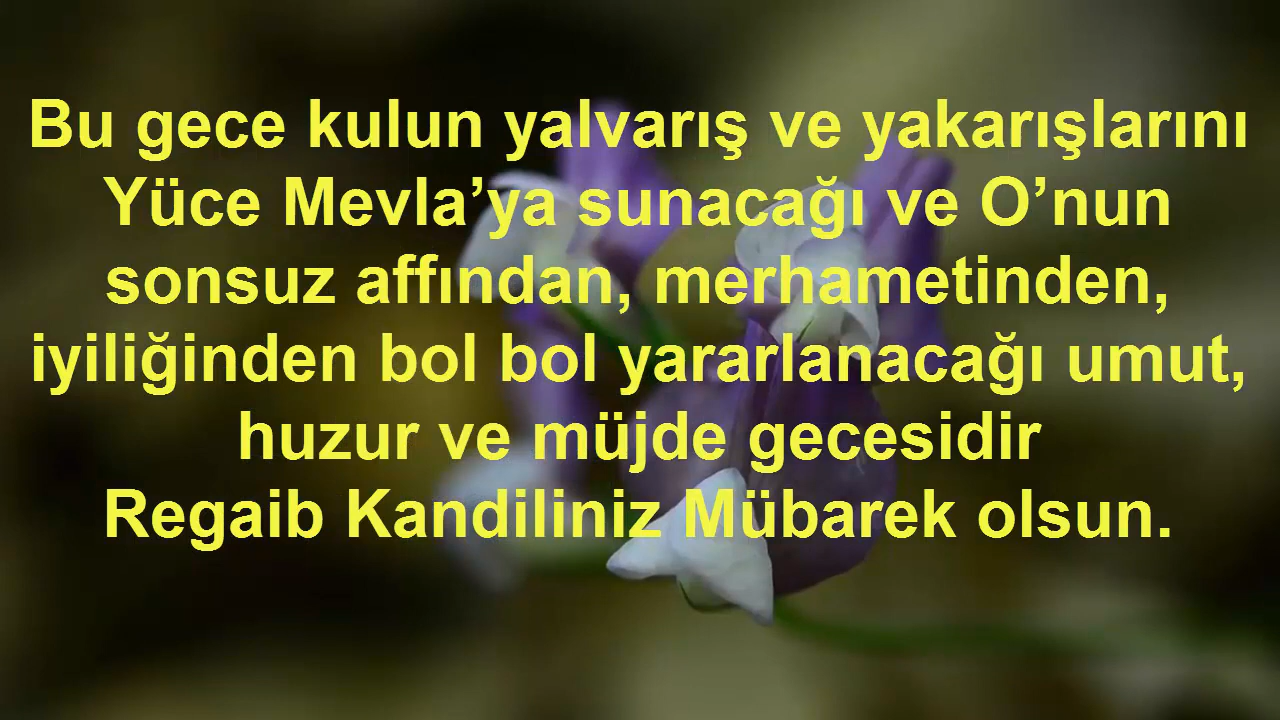 Bu gece kulun yalvarış ve yakarışlarını
Yüce Mevla’ya sunacağı ve O’nun
sonsuz affından, merhametinden,
iyiliğinden bol bol yararlanacağı umut,
huzur ve müjde gecesidir
Regaib Kandiliniz Mübarek olsun.